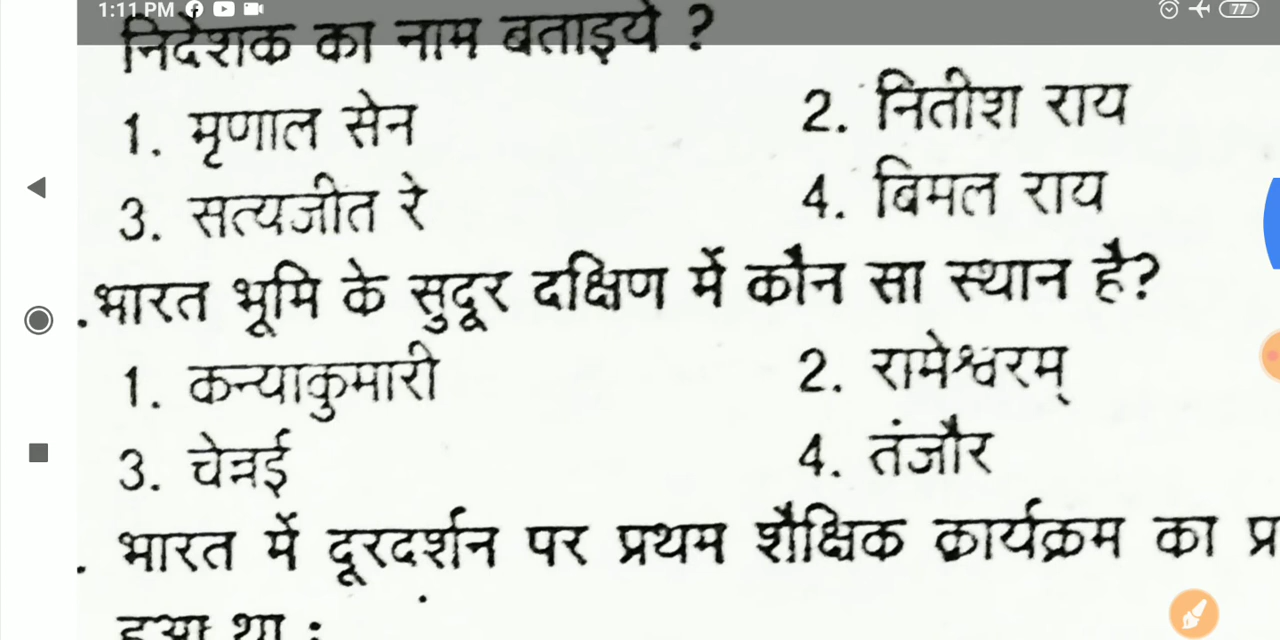 1:11 PM
77
निर्देशक का नाम बताइये ?
1. मृणाल सेन 2. नितीश राय
3. सत्यजीत रे 4. बिमल राय
.भारत भूमि के सुदूर दक्षिण में कौन सा स्थान है?
1. कन्याकुमारी 2. रामेश्वरम्
3. चेन्नई 4. तंजौर
. भारत में दूरदर्शन पर प्रथम शैक्षिक कार्यक्रम का प्र
हुआ था :